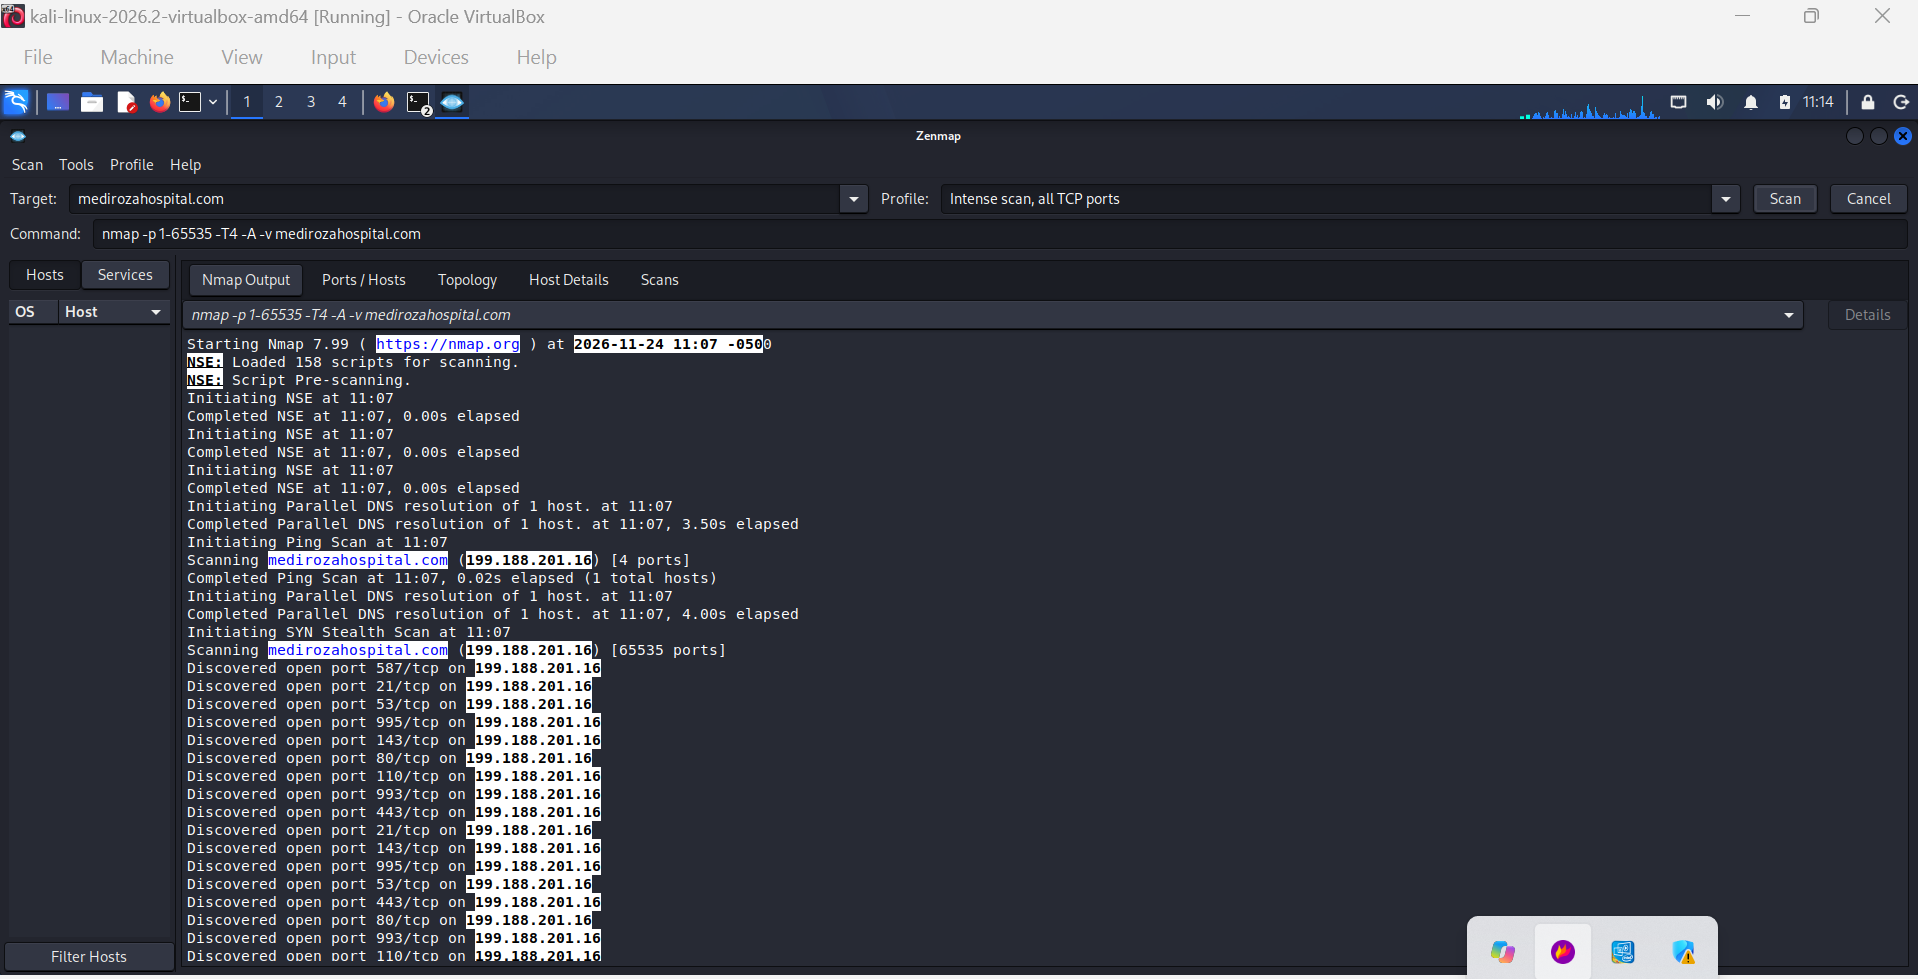 kali-linux-2026.2-virtualbox-amd64 [Running] - Oracle VirtualBox
File Machine View Input Devices Help
1 2 3 4 2 11:14
Zenmap
Scan Tools Profile Help
Target: medirozahospital.com Profile: Intense scan, all TCP ports Scan Cancel
Command: nmap -p 1-65535 -T4 -A -v medirozahospital.com
Hosts Services Nmap Output Ports / Hosts Topology Host Details Scans
OS Host nmap -p 1-65535 -T4 -A -v medirozahospital.com Details
Starting Nmap 7.99 ( https://nmap.org ) at 2026-11-24 11:07 -0500
NSE: Loaded 158 scripts for scanning.
NSE: Script Pre-scanning.
Initiating NSE at 11:07
Completed NSE at 11:07, 0.00s elapsed
Initiating NSE at 11:07
Completed NSE at 11:07, 0.00s elapsed
Initiating NSE at 11:07
Completed NSE at 11:07, 0.00s elapsed
Initiating Parallel DNS resolution of 1 host. at 11:07
Completed Parallel DNS resolution of 1 host. at 11:07, 3.50s elapsed
Initiating Ping Scan at 11:07
Scanning medirozahospital.com (199.188.201.16) [4 ports]
Completed Ping Scan at 11:07, 0.02s elapsed (1 total hosts)
Initiating Parallel DNS resolution of 1 host. at 11:07
Completed Parallel DNS resolution of 1 host. at 11:07, 4.00s elapsed
Initiating SYN Stealth Scan at 11:07
Scanning medirozahospital.com (199.188.201.16) [65535 ports]
Discovered open port 587/tcp on 199.188.201.16
Discovered open port 21/tcp on 199.188.201.16
Discovered open port 53/tcp on 199.188.201.16
Discovered open port 995/tcp on 199.188.201.16
Discovered open port 143/tcp on 199.188.201.16
Discovered open port 80/tcp on 199.188.201.16
Discovered open port 110/tcp on 199.188.201.16
Discovered open port 993/tcp on 199.188.201.16
Discovered open port 443/tcp on 199.188.201.16
Discovered open port 21/tcp on 199.188.201.16
Discovered open port 143/tcp on 199.188.201.16
Discovered open port 995/tcp on 199.188.201.16
Discovered open port 53/tcp on 199.188.201.16
Discovered open port 443/tcp on 199.188.201.16
Discovered open port 80/tcp on 199.188.201.16
Discovered open port 993/tcp on 199.188.201.16
Discovered open port 110/tcp on 199.188.201.16
Filter Hosts